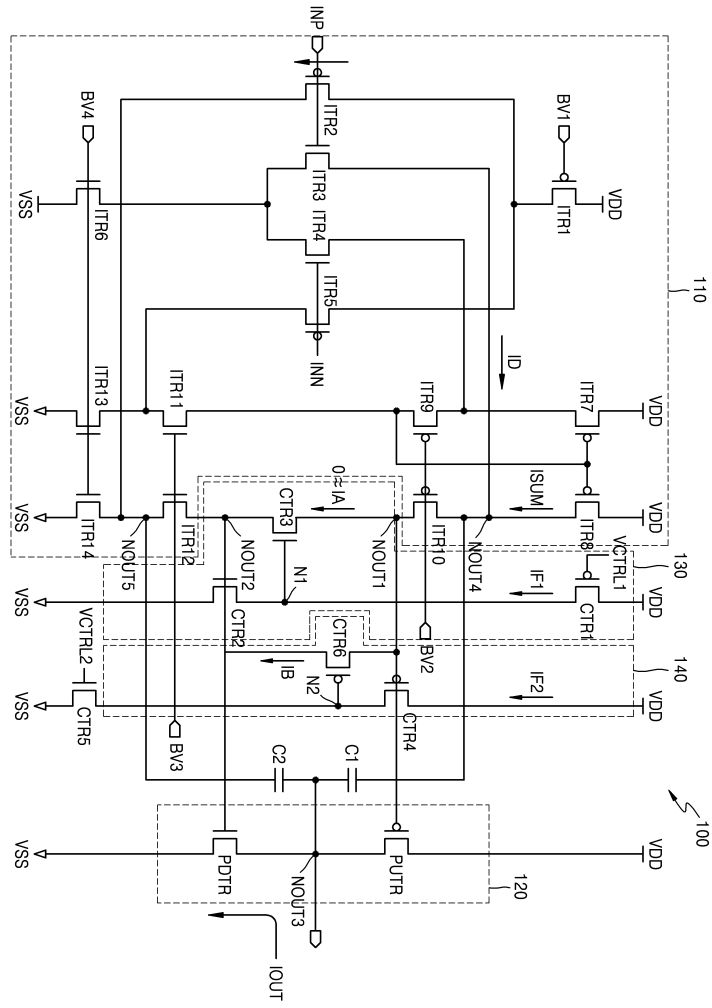 100
110
130
140
120
VDD
VDD
VDD
VDD
VDD
VDD
BV1
ITR1
ITR7
ITR8
VCTRL1
CTR1
INP
ITR2
ITR3
ITR4
ITR5
INN
ID
ISUM
IF1
IF2
NOUT4
ITR9
ITR10
BV2
CTR4
PUTR
NOUT1
0≈IA
CTR3
N1
CTR6
N2
IB
C1
C2
NOUT3
IOUT
NOUT2
CTR2
PDTR
ITR11
ITR12
BV3
NOUT5
BV4
ITR6
ITR13
ITR14
VCTRL2
CTR5
VSS
VSS
VSS
VSS
VSS
VSS